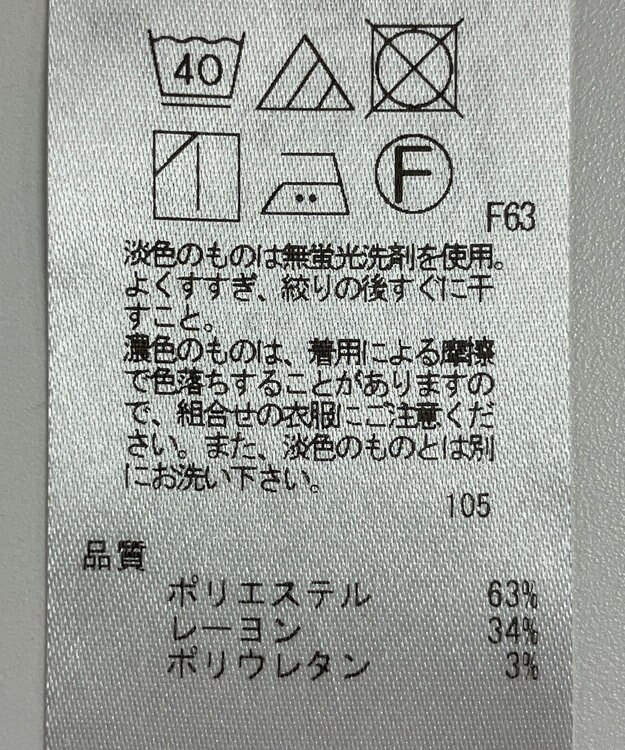 40
F
F63
淡色のものは無蛍光洗剤を使用。
よくすすぎ、絞りの後すぐに干
すこと。
濃色のものは、着用による摩擦
で色落ちすることがありますの
で、組合せの衣服にご注意くだ
さい。また、淡色のものとは別
にお洗い下さい。
105
品質
ポリエステル 63%
レーヨン 34%
ポリウレタン 3%